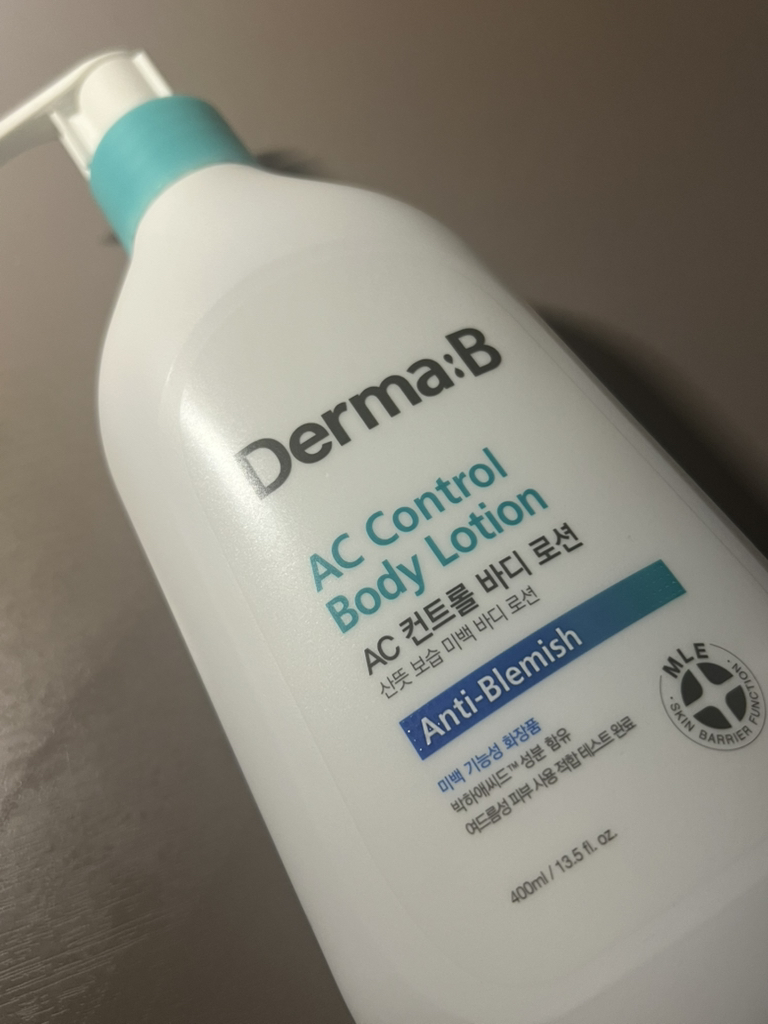 Derma:B
AC Control
Body Lotion
AC 컨트롤 바디 로션
산뜻 보습 미백 바디 로션
Anti-Blemish
MLE
· SKIN BARRIER FUNCTION ·
미백 기능성 화장품
박하애씨드™ 성분 함유
여드름성 피부 사용 적합 테스트 완료
400ml / 13.5 fl. oz.